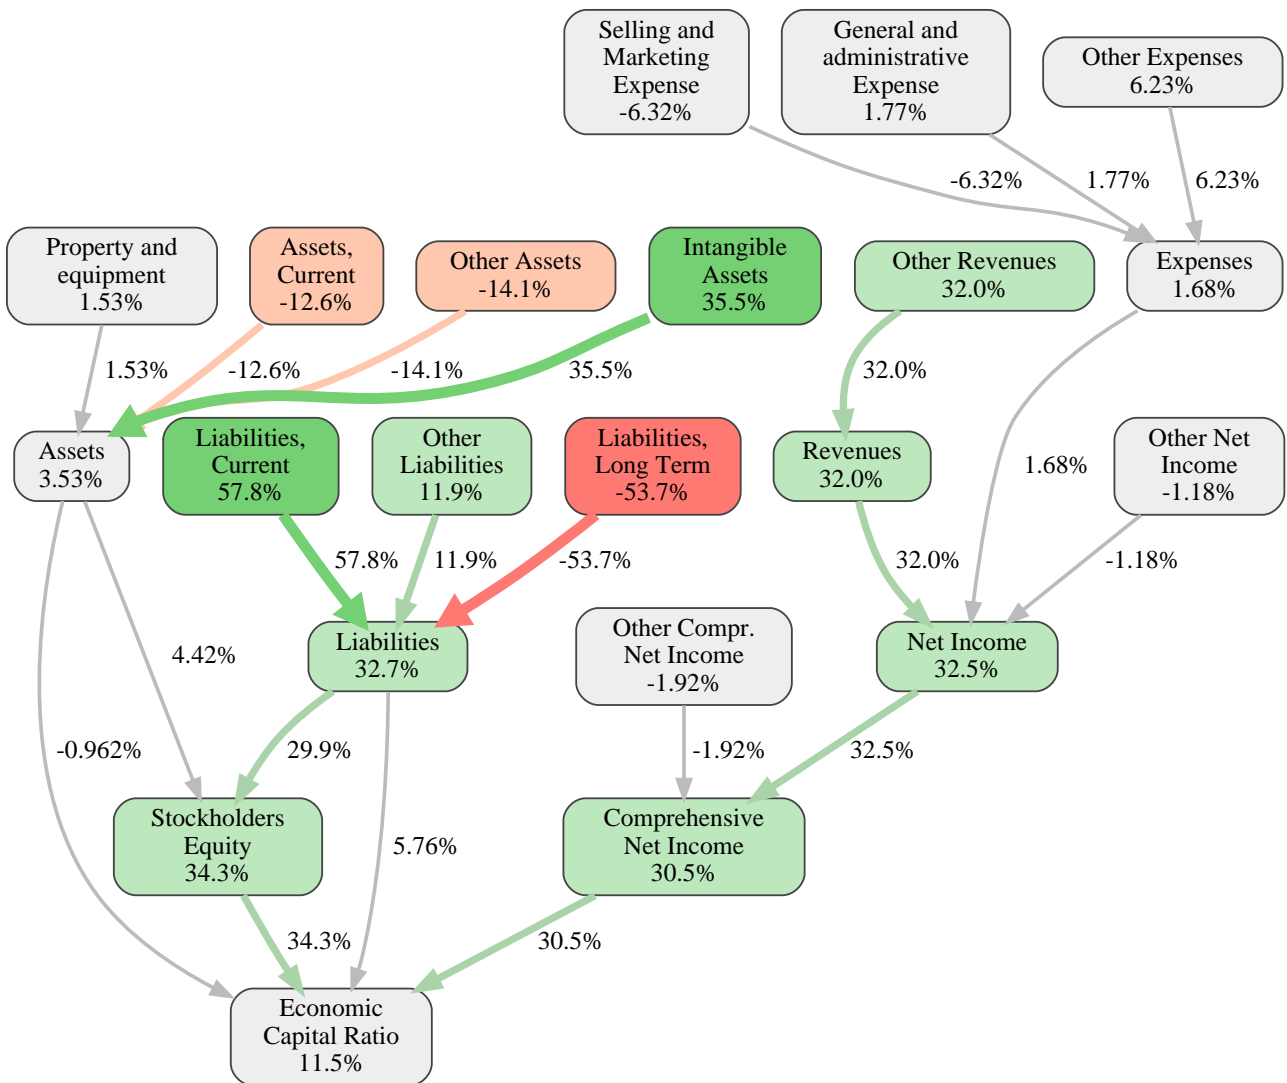 Selling and
Marketing
Expense
-6.32%
General and
administrative
Expense
1.77%
Other Expenses
6.23%
-6.32%
1.77%
6.23%
Property and
equipment
1.53%
Assets,
Current
-12.6%
Other Assets
-14.1%
Intangible
Assets
35.5%
Other Revenues
32.0%
Expenses
1.68%
1.53%
-12.6%
-14.1%
35.5%
32.0%
Assets
3.53%
Liabilities,
Current
57.8%
Other
Liabilities
11.9%
Liabilities,
Long Term
-53.7%
Revenues
32.0%
1.68%
Other Net
Income
-1.18%
57.8%
11.9%
-53.7%
32.0%
-1.18%
4.42%
Liabilities
32.7%
Other Compr.
Net Income
-1.92%
Net Income
32.5%
-0.962%
29.9%
-1.92%
32.5%
Stockholders
Equity
34.3%
5.76%
Comprehensive
Net Income
30.5%
34.3%
30.5%
Economic
Capital Ratio
11.5%